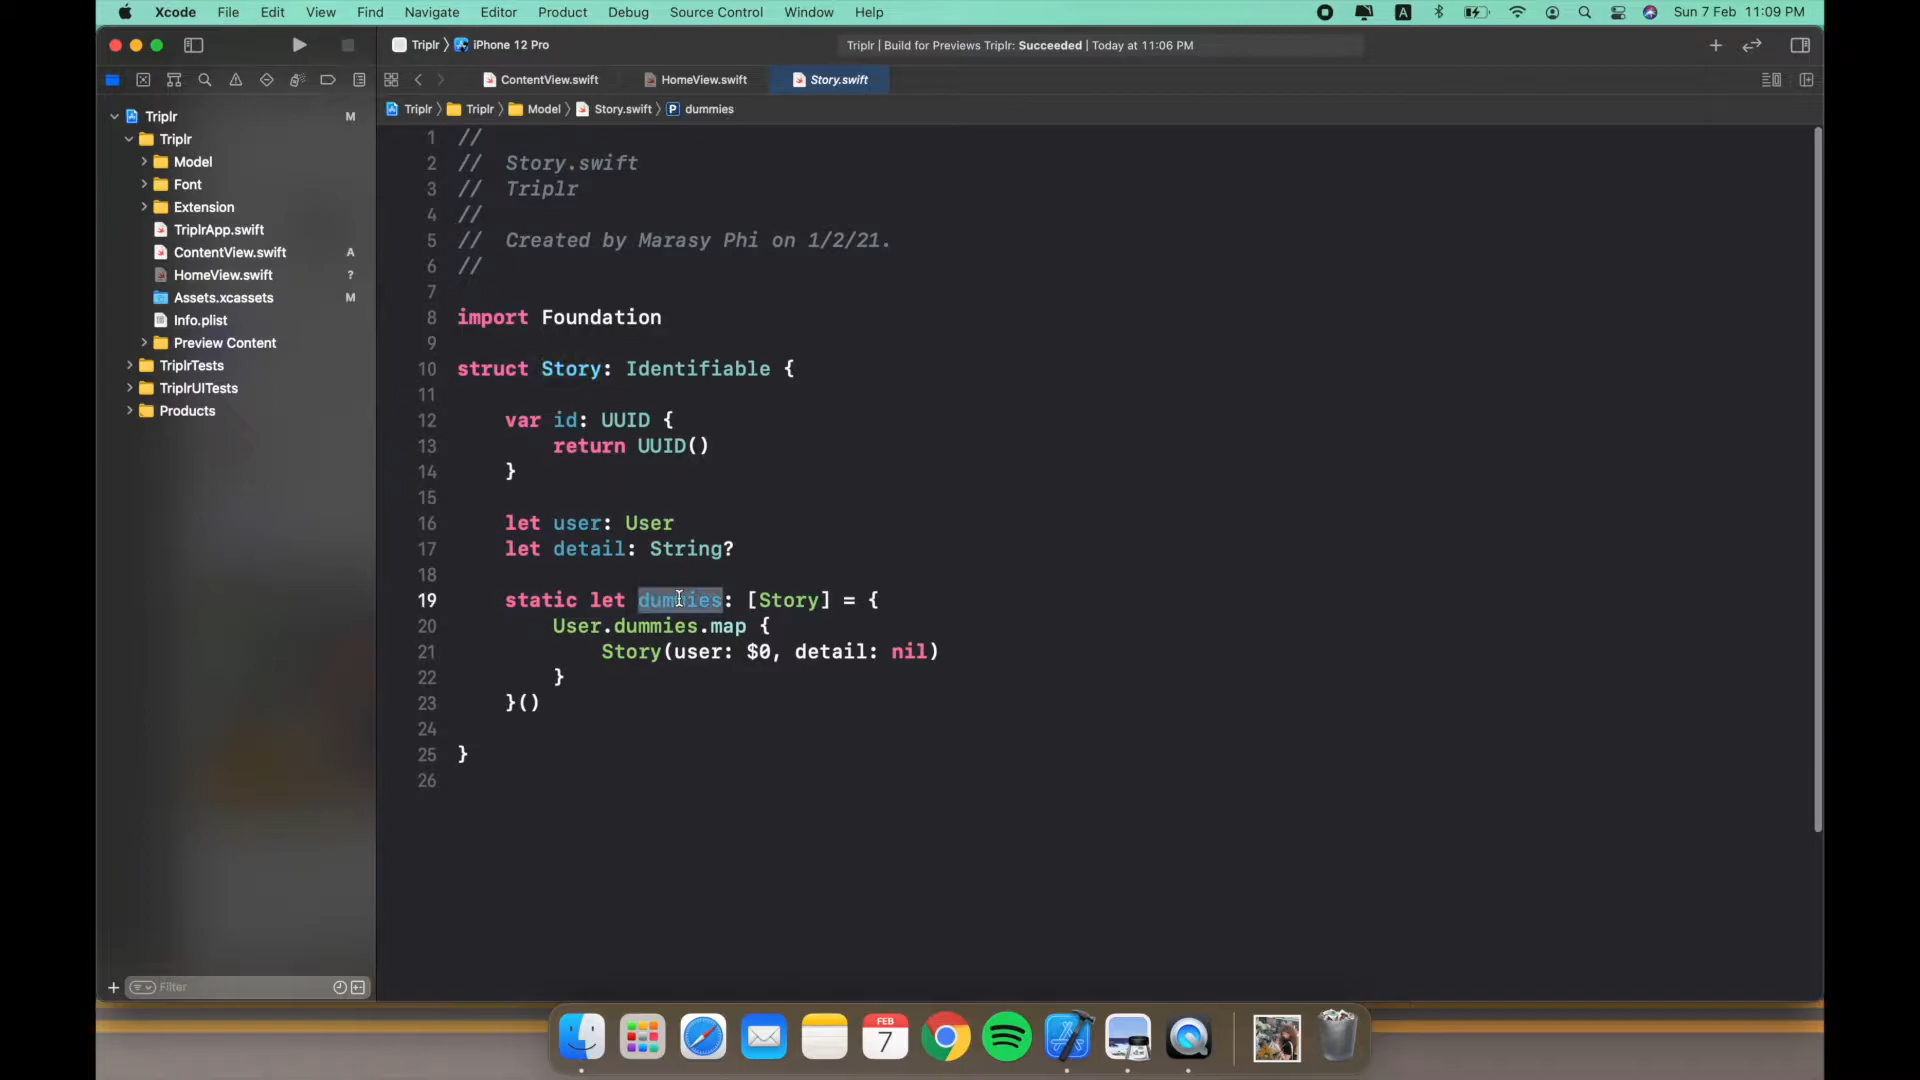 Xcode File Edit View Find Navigate Editor Product Debug Source Control Window Help
A
Sun 7 Feb 11:09 PM
Triplr iPhone 12 Pro
Triplr | Build for Previews Triplr: Succeeded | Today at 11:06 PM
ContentView.swift HomeView.swift Story.swift
Triplr Triplr Model Story.swift P dummies
Triplr M
Triplr
Model
Font
Extension
TriplrApp.swift
ContentView.swift A
HomeView.swift ?
Assets.xcassets M
Info.plist
Preview Content
TriplrTests
TriplrUITests
Products
Filter
1 //
2 // Story.swift
3 // Triplr
4 //
5 // Created by Marasy Phi on 1/2/21.
6 //
7
8 import Foundation
9
10 struct Story: Identifiable {
11
12 var id: UUID {
13 return UUID()
14 }
15
16 let user: User
17 let detail: String?
18
19 static let dummies: [Story] = {
20 User.dummies.map {
21 Story(user: $0, detail: nil)
22 }
23 }()
24
25 }
26
FEB
7